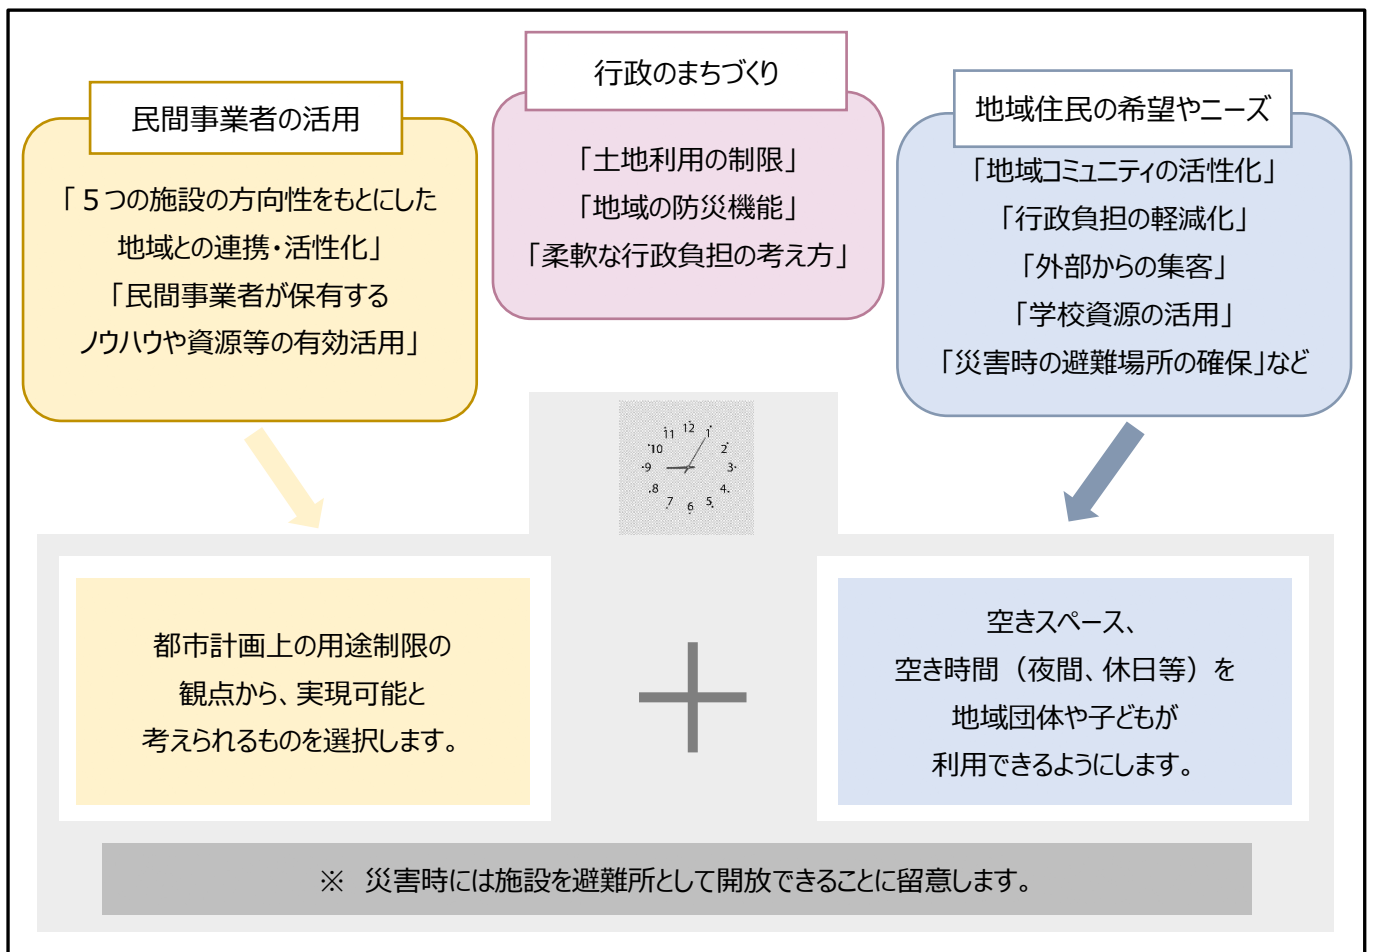 民間事業者の活用
「５つの施設の方向性をもとにした
地域との連携・活性化」
「民間事業者が保有する
ノウハウや資源等の有効活用」
行政のまちづくり
「土地利用の制限」
「地域の防災機能」
「柔軟な行政負担の考え方」
地域住民の希望やニーズ
「地域コミュニティの活性化」
「行政負担の軽減化」
「外部からの集客」
「学校資源の活用」
「災害時の避難場所の確保」など
12
1
2
3
4
5
6
7
8
9
10
11
都市計画上の用途制限の
観点から、実現可能と
考えられるものを選択します。
空きスペース、
空き時間（夜間、休日等）を
地域団体や子どもが
利用できるようにします。
※ 災害時には施設を避難所として開放できることに留意します。